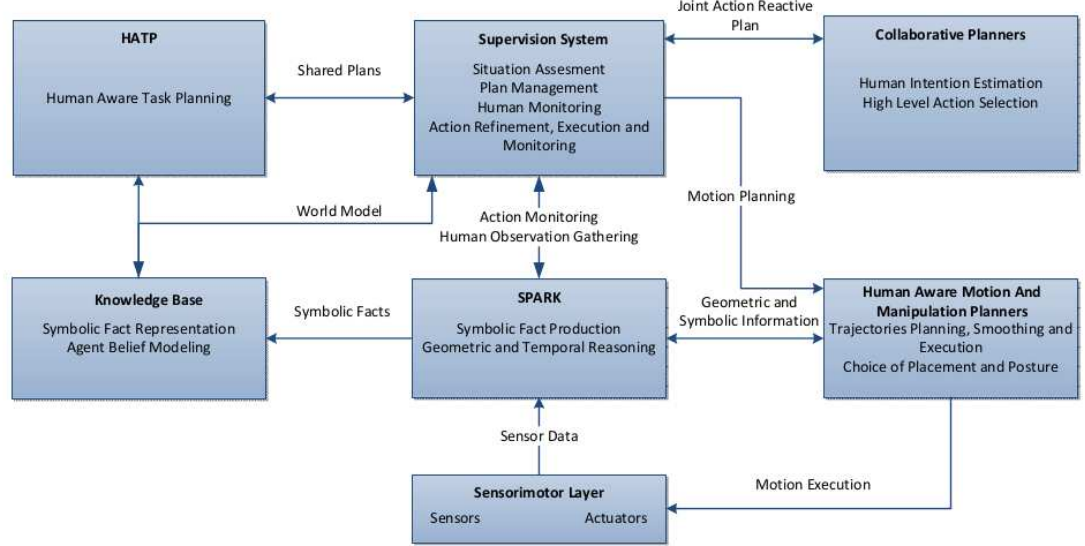 HATP
Human Aware Task Planning
Shared Plans
Supervision System
Situation Assesment
Plan Management
Human Monitoring
Action Refinement, Execution and
Monitoring
Joint Action Reactive
Plan
Collaborative Planners
Human Intention Estimation
High Level Action Selection
World Model
Action Monitoring
Human Observation Gathering
Motion Planning
Knowledge Base
Symbolic Fact Representation
Agent Belief Modeling
Symbolic Facts
SPARK
Symbolic Fact Production
Geometric and Temporal Reasoning
Geometric and
Symbolic Information
Human Aware Motion And
Manipulation Planners
Trajectories Planning, Smoothing and
Execution
Choice of Placement and Posture
Sensor Data
Motion Execution
Sensorimotor Layer
Sensors
Actuators